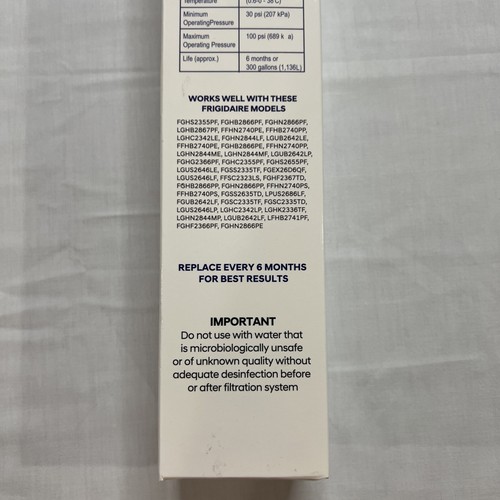 Temperature (0.6-0 - 38 C)
Minimum 30 psi (207 kPa)
OperatingPressure
Maximum 100 psi (689 k a)
Operating Pressure
Life (approx.) 6 months or
300 gallons (1,136L)
WORKS WELL WITH THESE
FRIGIDAIRE MODELS
FGHS2355PF, FGHB2866PF, FGHN2866PF,
LGHB2867PF, FFHN2740PE, FFHB2740PP,
LGHC2342LE, FGHN2844LF, LGUB2642LE,
FFHB2740PE, FGHB2866PE, FFHN2740PP,
LGHN2844ME, LGHN2844MF, LGUB2642LP,
FGHG2366PF, FGHC2355PF, FGHS2655PF,
LGUS2646LE, FGSS2335TF, FGEX26D6QF,
LGUS2646LF, FFSC2323LS, FGHF2367TD,
FGHB2866PP, FGHN2866PP, FFHN2740PS,
FFHB2740PS, FGSS2635TD, LPUS2686LF,
FGUB2642LF, FGSC2335TF, FGSC2335TD,
LGUS2646LP, LGHC2342LP, LGHK2336TF,
LGHN2844MP, LGUB2642LF, LFHB2741PF,
FGHF2366PF, FGHN2866PE
REPLACE EVERY 6 MONTHS
FOR BEST RESULTS
IMPORTANT
Do not use with water that
is microbiologically unsafe
or of unknown quality without
adequate desinfection before
or after filtration system